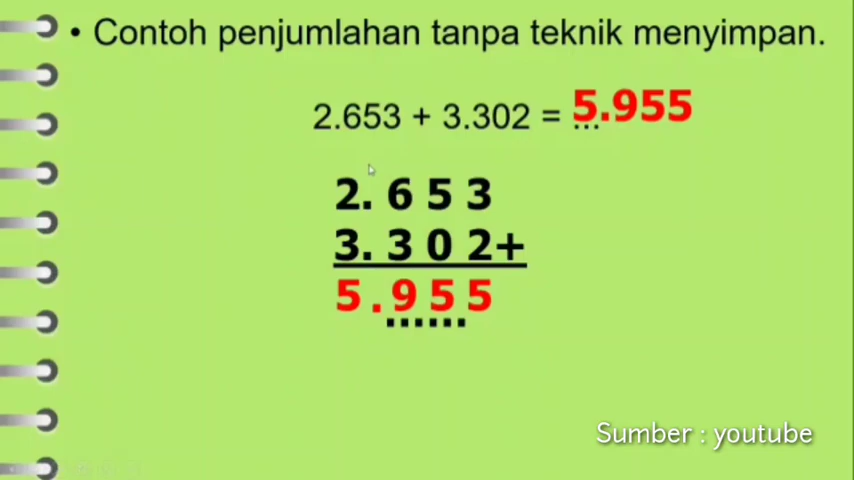 • Contoh penjumlahan tanpa teknik menyimpan.
2.653 + 3.302 = ... 5.955
2. 6 5 3
3. 3 0 2+
5 . 9 5 5
......
Sumber : youtube